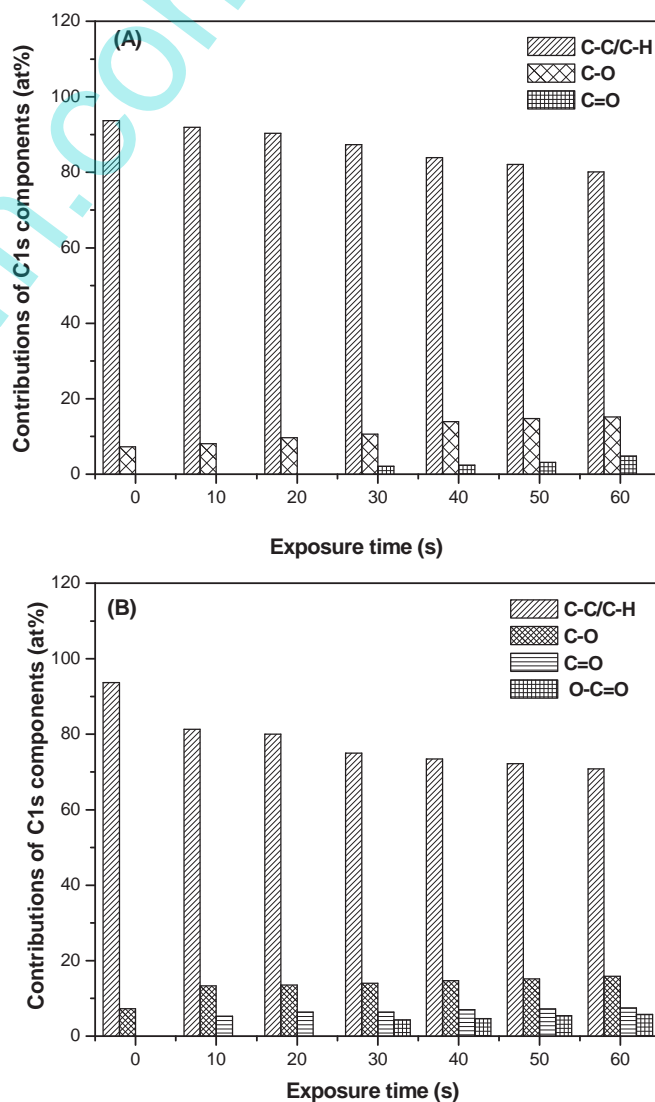 m.com
(A)
C-C/C-H
C-O
C=O
120
100
80
60
40
20
0
Contributions of C1s components (at%)
0 10 20 30 40 50 60
Exposure time (s)
(B)
C-C/C-H
C-O
C=O
O-C=O
120
100
80
60
40
20
0
Contributions of C1s components (at%)
0 10 20 30 40 50 60
Exposure time (s)